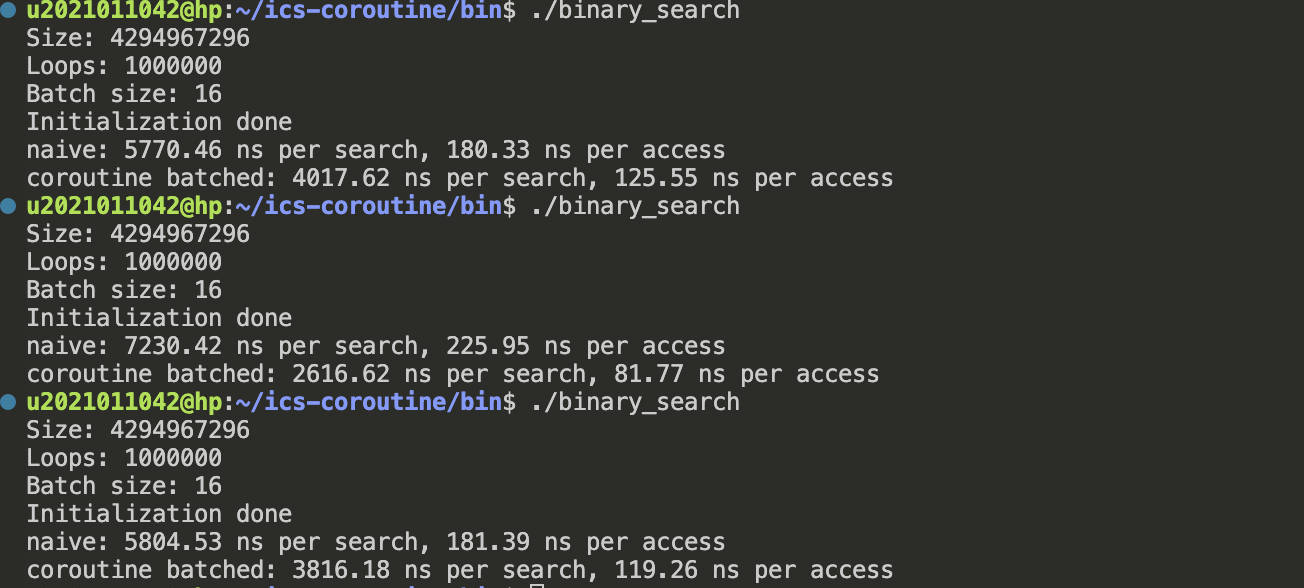 u2021011042@hp:~/ics-coroutine/bin$ ./binary_search
Size: 4294967296
Loops: 1000000
Batch size: 16
Initialization done
naive: 5770.46 ns per search, 180.33 ns per access
coroutine batched: 4017.62 ns per search, 125.55 ns per access
u2021011042@hp:~/ics-coroutine/bin$ ./binary_search
Size: 4294967296
Loops: 1000000
Batch size: 16
Initialization done
naive: 7230.42 ns per search, 225.95 ns per access
coroutine batched: 2616.62 ns per search, 81.77 ns per access
u2021011042@hp:~/ics-coroutine/bin$ ./binary_search
Size: 4294967296
Loops: 1000000
Batch size: 16
Initialization done
naive: 5804.53 ns per search, 181.39 ns per access
coroutine batched: 3816.18 ns per search, 119.26 ns per access